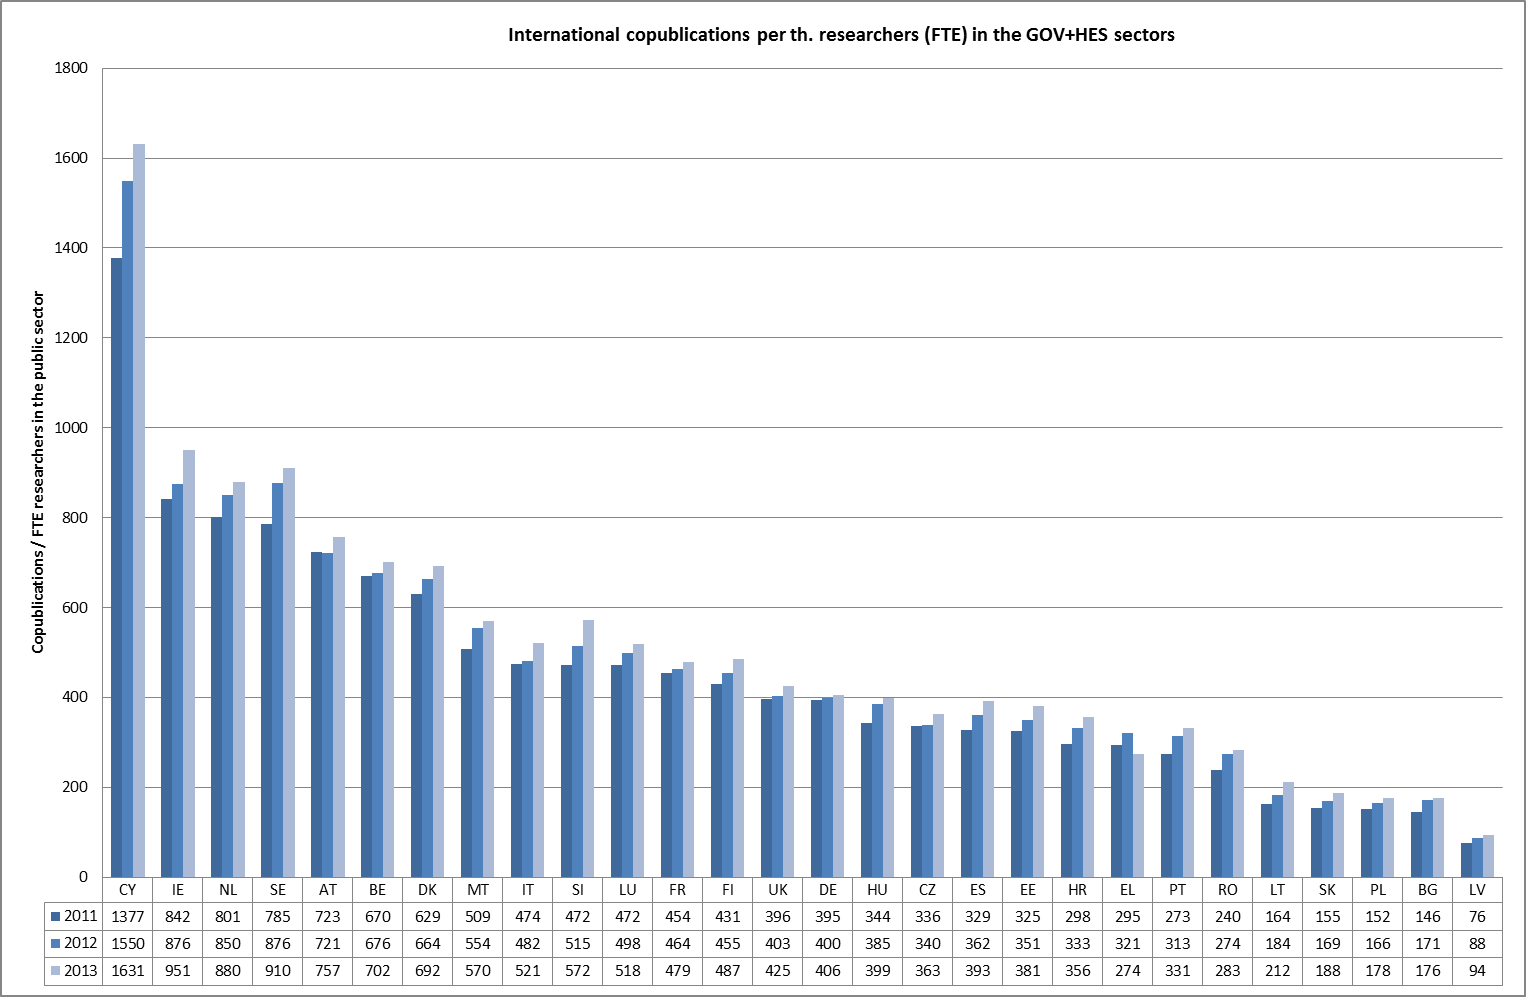 International copublications per th. researchers (FTE) in the GOV+HES sectors
Copublications / FTE researchers in the public sector
1800
1600
1400
1200
1000
800
600
400
200
0
CY IE NL SE AT BE DK MT IT SI LU FR FI UK DE HU CZ ES EE HR EL PT RO LT SK PL BG LV
2011 1377 842 801 785 723 670 629 509 474 472 472 454 431 396 395 344 336 329 325 298 295 273 240 164 155 152 146 76
2012 1550 876 850 876 721 676 664 554 482 515 498 464 455 403 400 385 340 362 351 333 321 313 274 184 169 166 171 88
2013 1631 951 880 910 757 702 692 570 521 572 518 479 487 425 406 399 363 393 381 356 274 331 283 212 188 178 176 94